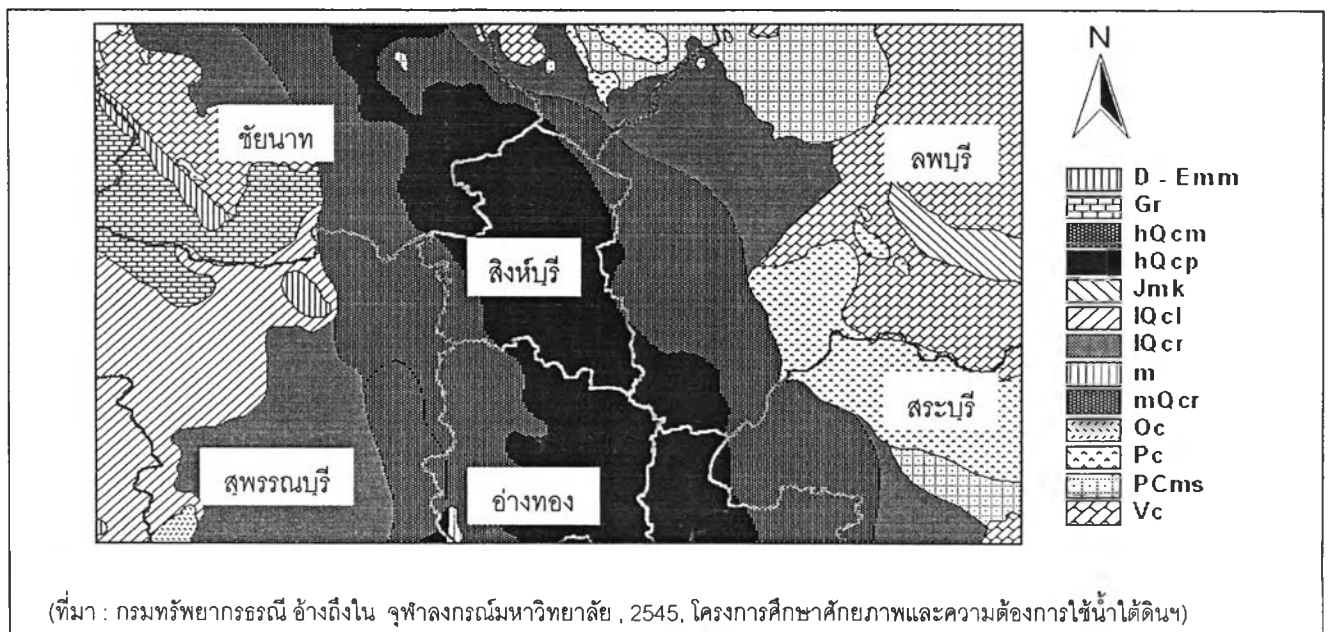 N
ชัยนาท
ลพบุรี
สิงห์บุรี
สระบุรี
สุพรรณบุรี
อ่างทอง
D - Emm
Gr
hQcm
hQcp
Jmk
lQcl
lQcr
m
mQcr
Oc
Pc
PCms
Vc
(ที่มา : กรมทรัพยากรธรณี อ้างถึงใน จุฬาลงกรณ์มหาวิทยาลัย , 2545, โครงการศึกษาศักยภาพและความต้องการใช้น้ำใต้ดินฯ)